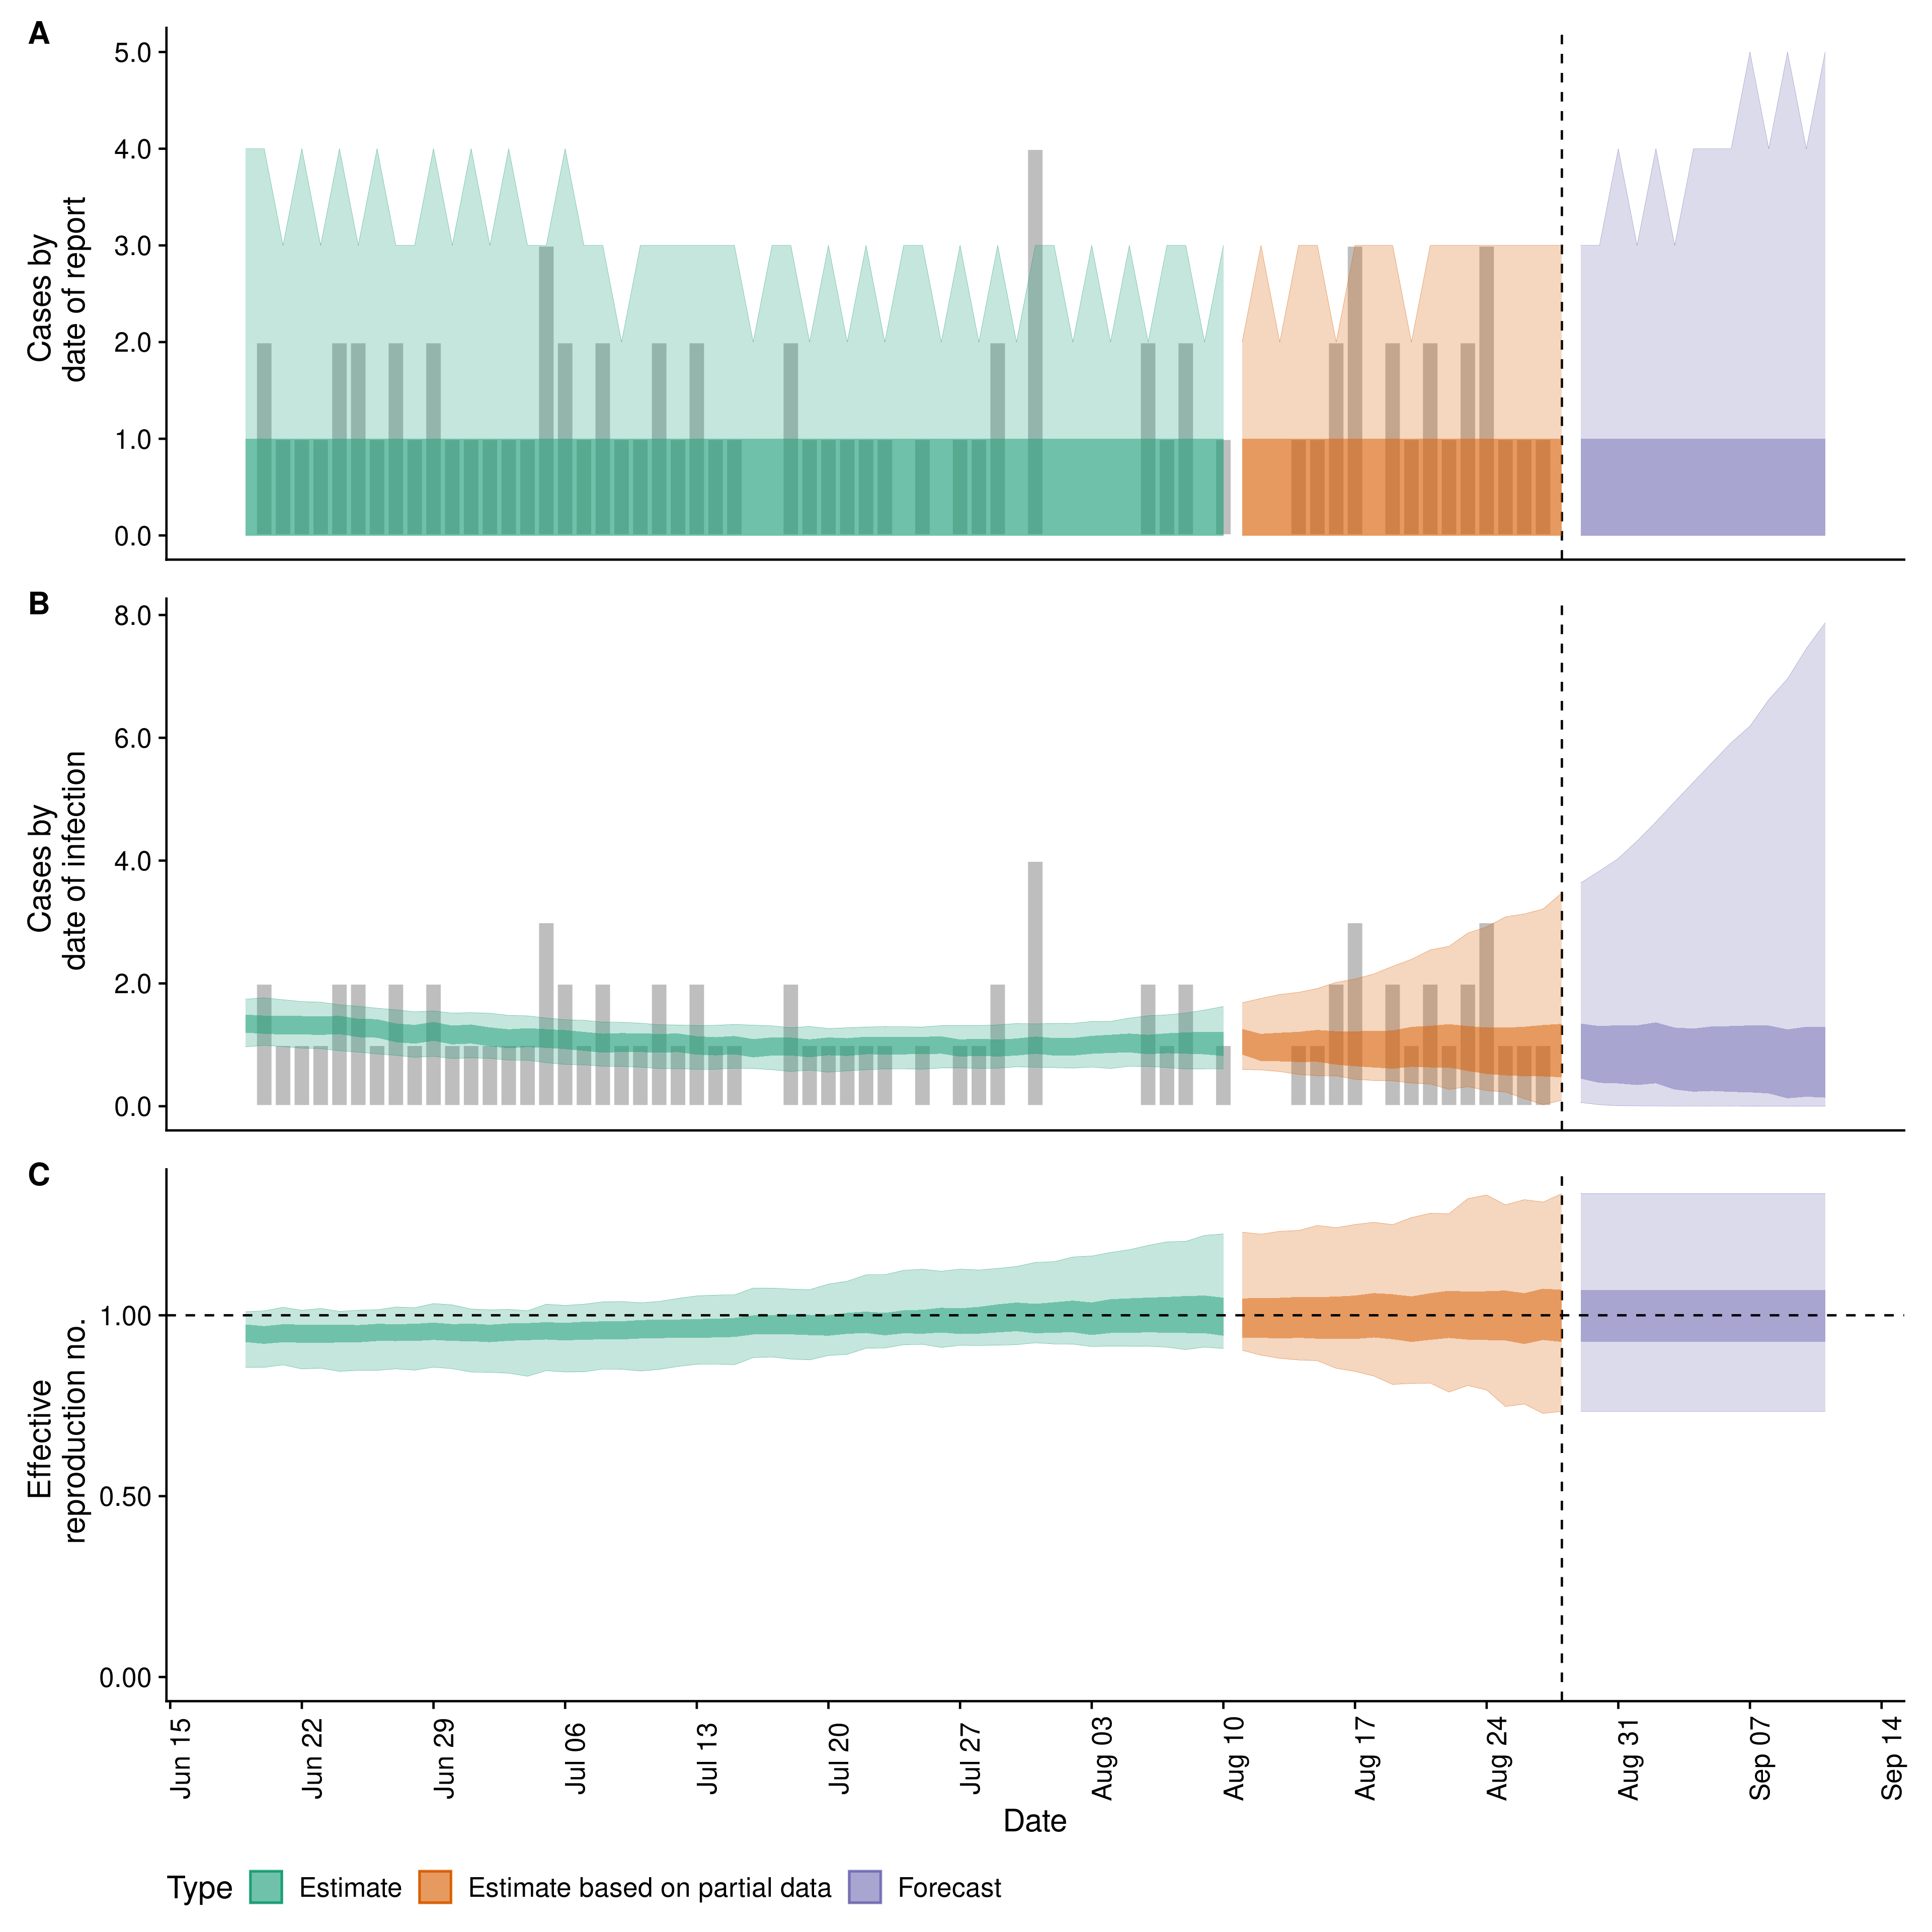 A
5.0
4.0
3.0
2.0
1.0
0.0
Cases by
date of report
B
8.0
6.0
4.0
2.0
0.0
Cases by
date of infection
C
1.00
0.50
0.00
Effective
reproduction no.
Jun 15
Jun 22
Jun 29
Jul 06
Jul 13
Jul 20
Jul 27
Aug 03
Aug 10
Aug 17
Aug 24
Aug 31
Sep 07
Sep 14
Date
Type Estimate Estimate based on partial data Forecast